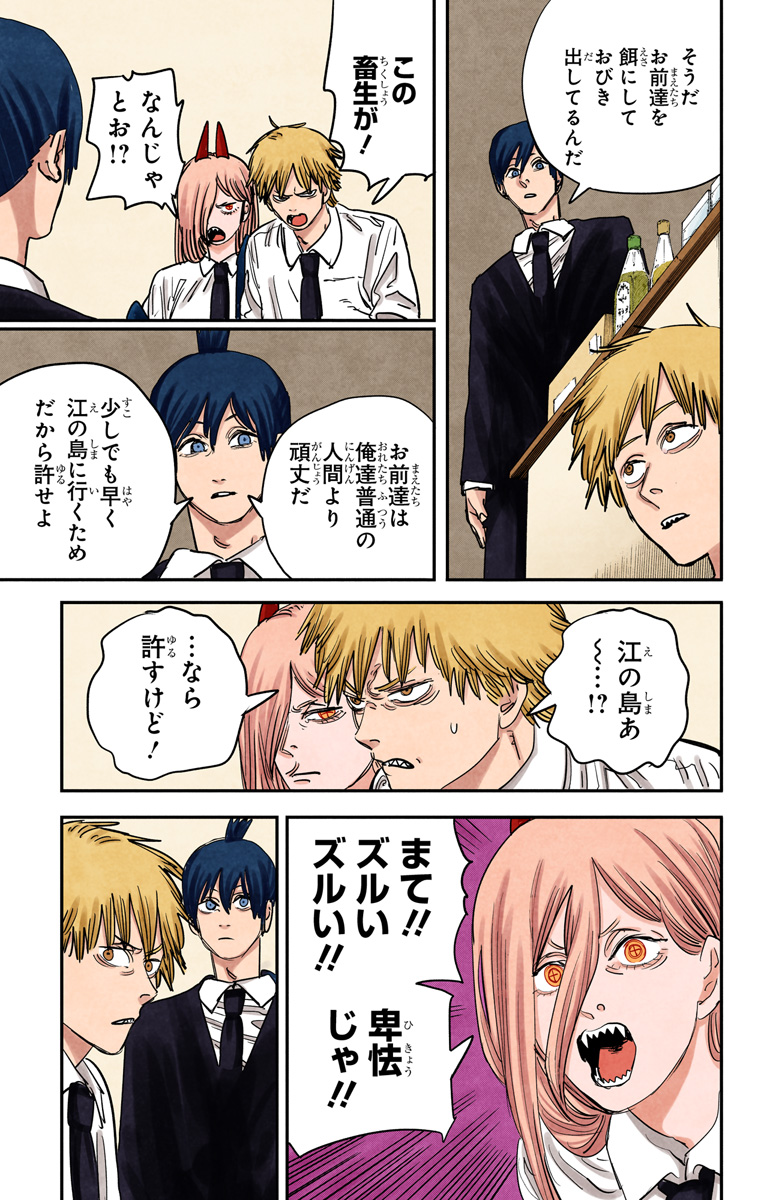 そうだ
お前達を
餌にして
おびき
出してるんだ
この
畜生が！
なんじゃ
とお!?
お前達は
俺達普通の
人間より
頑丈だ
少しでも早く
江の島に行くため
だから許せよ
江の島ぁ
〜……!?
…なら
許すけど！
まて!!
ズルい
ズルい!!
卑怯
じゃ!!